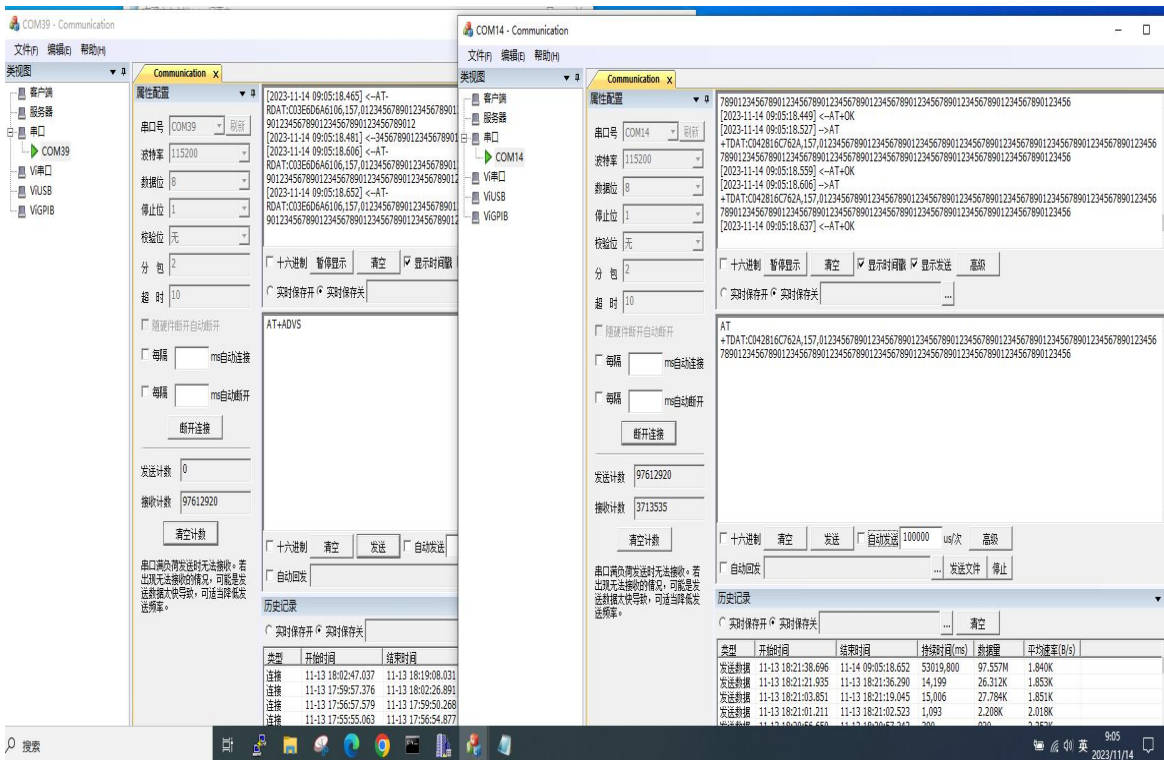 COM39 - Communication
文件(F) 编辑(E) 帮助(H)
类视图
客户端
服务器
串口
COM39
Vi串口
ViUSB
ViGPIB
Communication x
属性配置
串口号 COM39 刷新
波特率 115200
数据位 8
停止位 1
校验位 无
分 包 2
超 时 10
随硬件断开自动断开
每隔 ms自动连接
每隔 ms自动断开
断开连接
发送计数 0
接收计数 97612920
清空计数
串口满负荷发送时无法接收。若
出现无法接收的情况，可能是发
送数据太快导致，可适当降低发
送频率。
[2023-11-14 09:05:18.465] <--AT-
RDAT:C03E6D6A6106,157,0123456789012345678901
9012345678901234567890123456789012
[2023-11-14 09:05:18.481] <--3456789012345678901
[2023-11-14 09:05:18.606] <--AT-
RDAT:C03E6D6A6106,157,0123456789012345678901
[2023-11-14 09:05:18.652] <--AT-
RDAT:C03E6D6A6106,157,0123456789012345678901
十六进制 暂停显示 清空 显示时间戳
实时保存开 实时保存关
AT+ADVS
十六进制 清空 发送 自动发送
自动回发
历史记录
实时保存开 实时保存关
类型 开始时间 结束时间
连接 11-13 18:02:47.037 11-13 18:19:08.031
连接 11-13 17:59:57.376 11-13 18:02:26.891
连接 11-13 17:56:57.579 11-13 17:59:50.268
连接 11-13 17:55:55.063 11-13 17:56:54.877
COM14 - Communication
文件(F) 编辑(E) 帮助(H)
类视图
客户端
服务器
串口
COM14
Vi串口
ViUSB
ViGPIB
Communication x
属性配置
串口号 COM14 刷新
波特率 115200
数据位 8
停止位 1
校验位 无
分 包 2
超 时 10
随硬件断开自动断开
每隔 ms自动连接
每隔 ms自动断开
断开连接
发送计数 97612920
接收计数 3713535
清空计数
串口满负荷发送时无法接收。若
出现无法接收的情况，可能是发
送数据太快导致，可适当降低发
送频率。
[2023-11-14 09:05:18.449] <--AT+OK
[2023-11-14 09:05:18.527] -->AT
[2023-11-14 09:05:18.559] <--AT+OK
[2023-11-14 09:05:18.606] -->AT
[2023-11-14 09:05:18.637] <--AT+OK
十六进制 暂停显示 清空 显示时间戳 显示发送 高级
实时保存开 实时保存关 ...
AT
十六进制 清空 发送 自动发送 100000 us/次 高级
自动回发 ... 发送文件 停止
历史记录
实时保存开 实时保存关 ... 清空
类型 开始时间 结束时间 持续时间(ms) 数据量 平均速率(B/s)
发送数据 11-13 18:21:38.696 11-14 09:05:18.652 53019,800 97.557M 1.840K
发送数据 11-13 18:21:21.935 11-13 18:21:36.290 14,199 26.312K 1.853K
发送数据 11-13 18:21:03.851 11-13 18:21:19.045 15,006 27.784K 1.851K
发送数据 11-13 18:21:01.211 11-13 18:21:02.523 1,093 2.208K 2.018K
搜索
英
9:05
2023/11/14